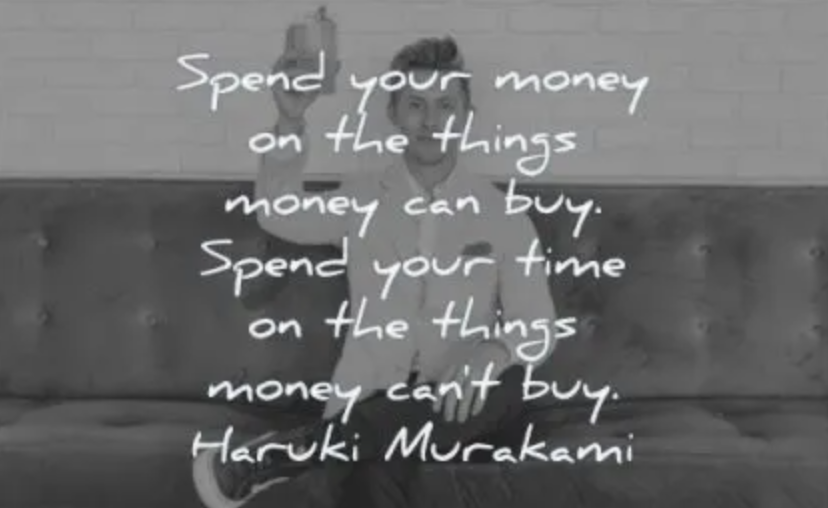 Spend your money
on the things
money can buy.
Spend your time
on the things
money can't buy.
Haruki Murakami